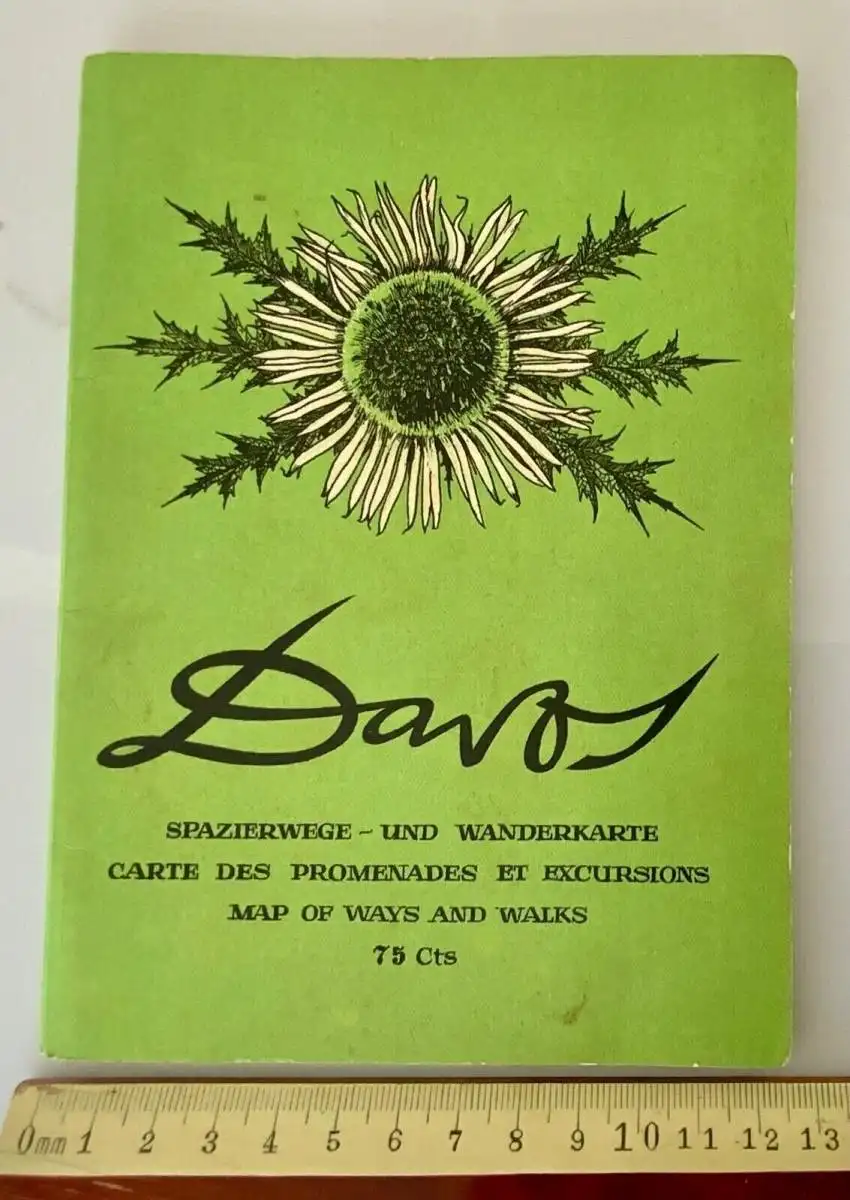 Davos
SPAZIERWEGE - UND WANDERKARTE
CARTE DES PROMENADES ET EXCURSIONS
MAP OF WAYS AND WALKS
75 Cts
0mm 1 2 3 4 5 6 7 8 9 10 11 12 13